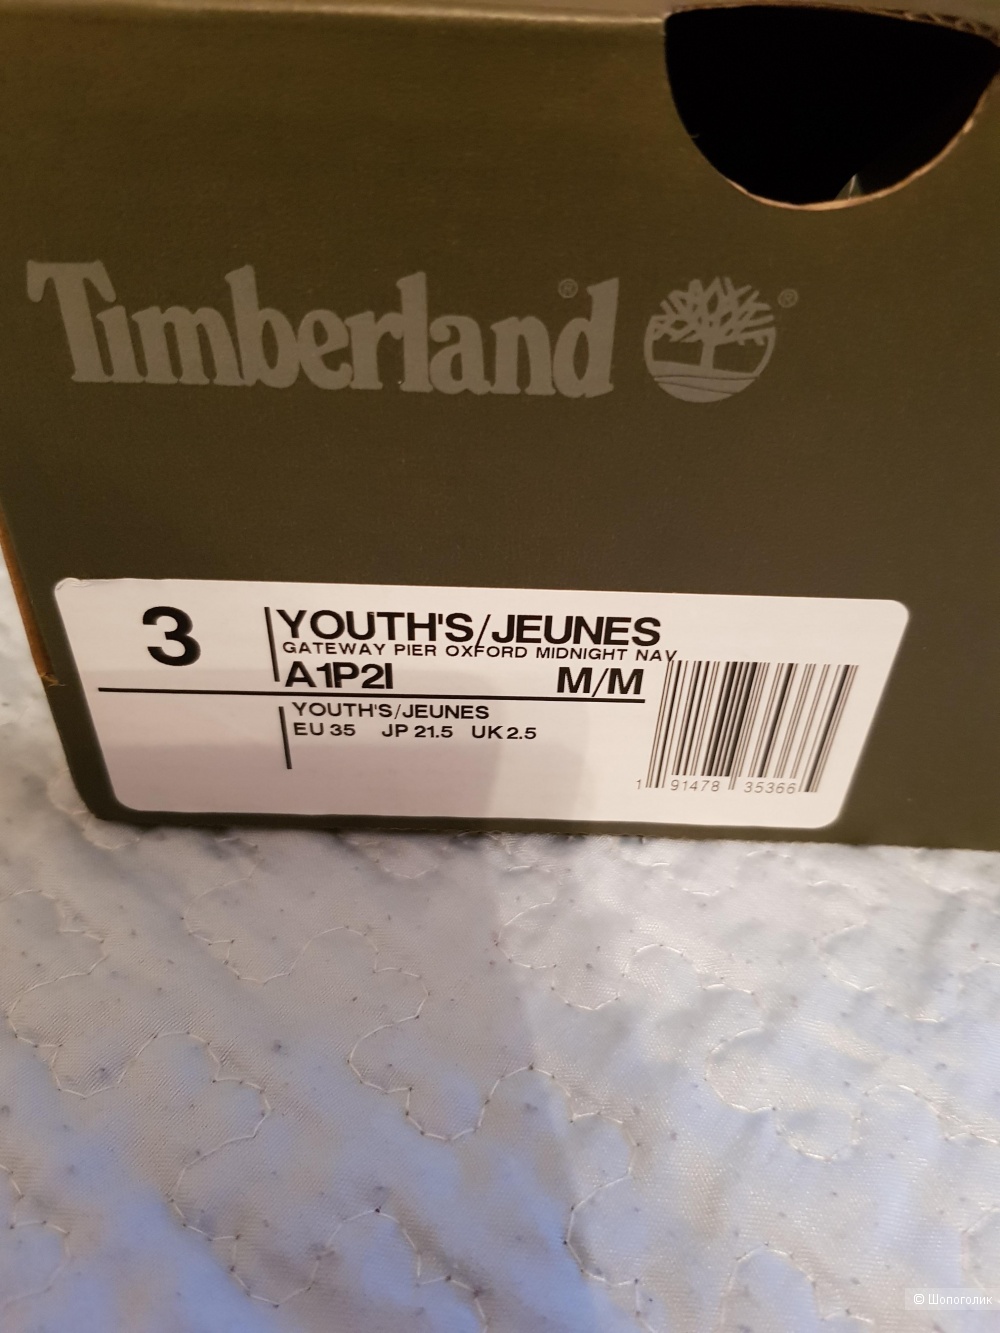 Timberland®
®
3
YOUTH'S/JEUNES
GATEWAY PIER OXFORD MIDNIGHT NAV
A1P2I M/M
YOUTH'S/JEUNES
EU 35 JP 21.5 UK 2.5
1 91478 35366
© Шопоголик